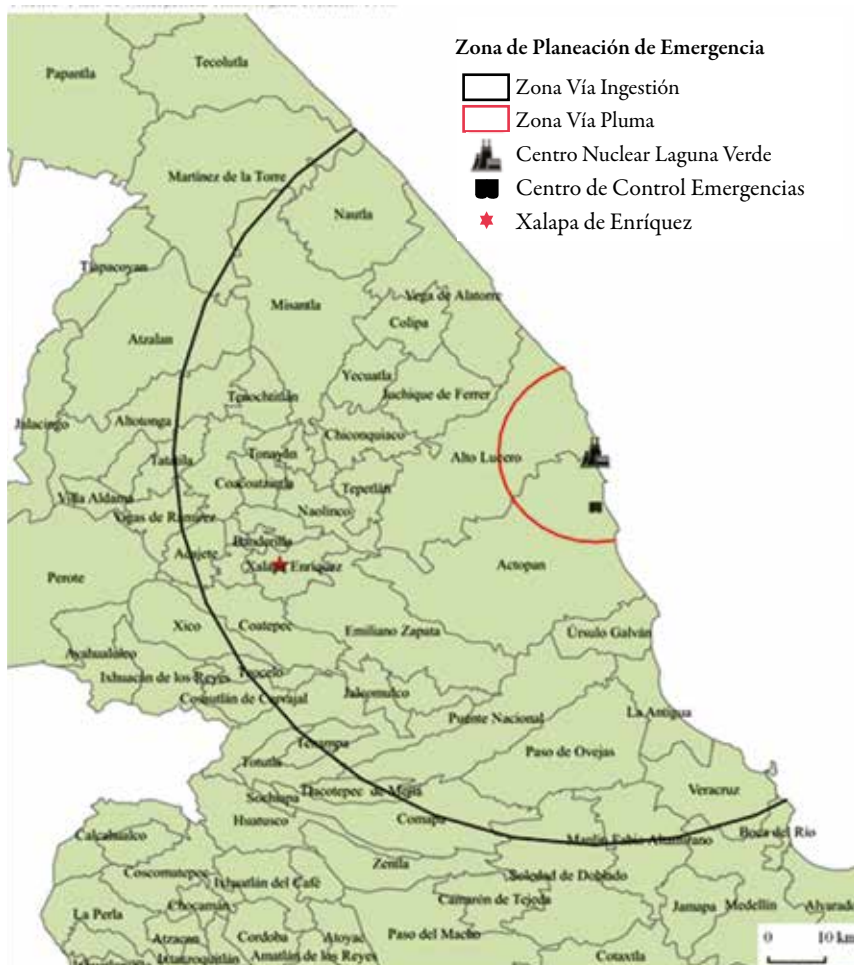 Zona de Planeación de Emergencia
Zona Vía Ingestión
Zona Vía Pluma
Centro Nuclear Laguna Verde
Centro de Control Emergencias
Xalapa de Enríquez
Tecolutla
Papantla
Martínez de la Torre
Nautla
Tlapacoyan
Misantla
Vega de Alatorre
Colipa
Atzalan
Yecuatla
Juchique de Ferrer
Tenochtitlán
Jalacingo
Altotonga
Chiconquiaco
Tonayán
Alto Lucero
Tatatila
Coacoatzintla
Tepetlán
Villa Aldama
Naolinco
Vigas de Ramírez
Banderilla
Acajete
Xalapa Enríquez
Actopan
Perote
Xico
Coatepec
Emiliano Zapata
Úrsulo Galván
Ayahualulco
Ixhuacán de los Reyes
Teocelo
Cosautlán de Carvajal
Jalcomulco
Puente Nacional
La Antigua
Tenampa
Paso de Ovejas
Totutla
Tlacotepec de Mejía
Veracruz
Sochiapa
Huatusco
Comapa
Manlio Fabio Altamirano
Boca del Río
Calcahualco
Zentla
Coscomatepec
Soledad de Doblado
Ixhuatlán del Café
Camarón de Tejeda
Chocamán
La Perla
Jamapa
Medellín
Alvarado
Atzacan
Cordoba
Atoyac
Paso del Macho
Ixtaczoquitlán
Amatlán de los Reyes
Cotaxtla
0 10 km